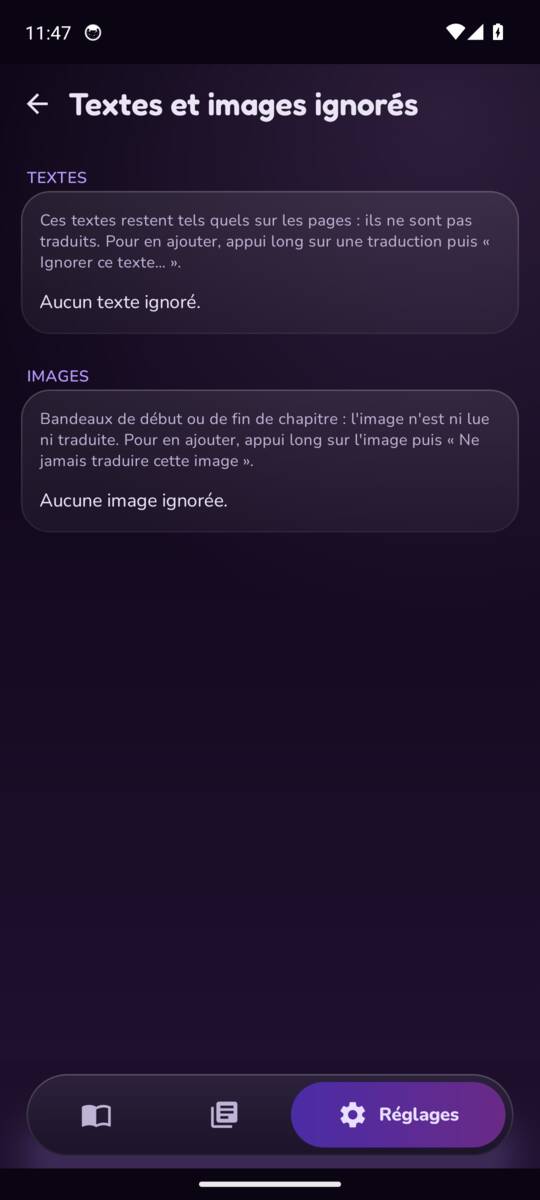 11:47
Textes et images ignorés
TEXTES
Ces textes restent tels quels sur les pages : ils ne sont pas
traduits. Pour en ajouter, appui long sur une traduction puis «
Ignorer ce texte… ».
Aucun texte ignoré.
IMAGES
Bandeaux de début ou de fin de chapitre : l'image n'est ni lue
ni traduite. Pour en ajouter, appui long sur l'image puis « Ne
jamais traduire cette image ».
Aucune image ignorée.
Réglages